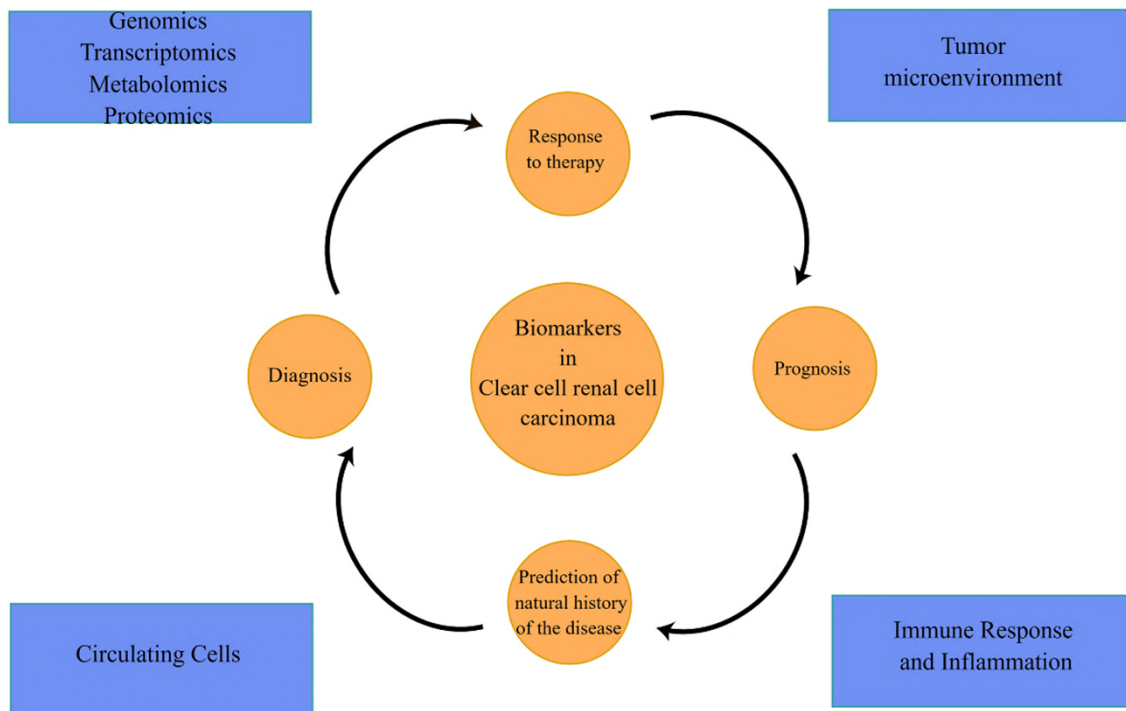 Genomics
Transcriptomics
Metabolomics
Proteomics
Tumor
microenvironment
Response
to therapy
Diagnosis
Biomarkers
in
Clear cell renal cell
carcinoma
Prognosis
Prediction of
natural history
of the disease
Circulating Cells
Immune Response
and Inflammation